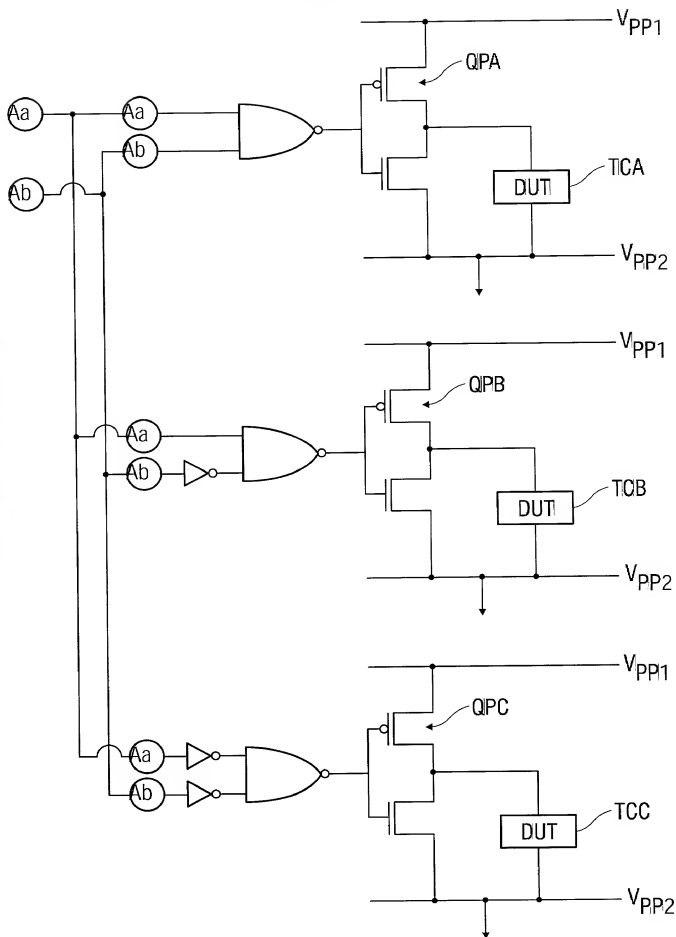 VPP1
QPA
Aa
Aa
Ab
Ab
DUT
TCA
VPP2
VPP1
QPB
Aa
Ab
DUT
TCB
VPP2
VPP1
QPC
Aa
Ab
DUT
TCC
VPP2